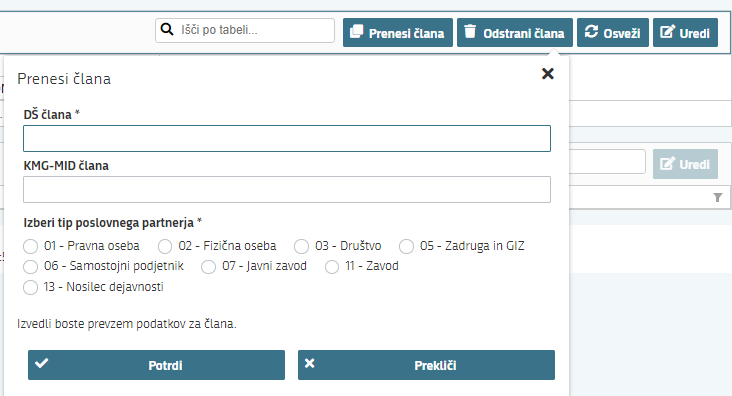 Išči po tabeli...
Prenesi člana
Odstrani člana
Osveži
Uredi
Prenesi člana
DŠ člana *
KMG-MID člana
Uredi
Izberi tip poslovnega partnerja *
01 - Pravna oseba
02 - Fizična oseba
03 - Društvo
05 - Zadruga in GIZ
06 - Samostojni podjetnik
07 - Javni zavod
11 - Zavod
13 - Nosilec dejavnosti
Izvedli boste prevzem podatkov za člana.
Potrdi
Prekliči